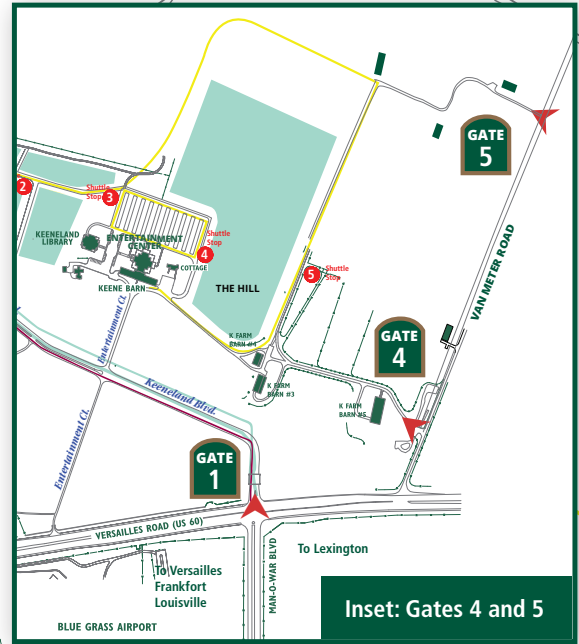 GATE
5
2
Shuttle
Stop
3
KEENELAND
LIBRARY
ENTERTAINMENT
CENTER
Shuttle
Stop
4
COTTAGE
KEENE BARN
THE HILL
5
Shuttle
Stop
VAN METER ROAD
Entertainment Ct.
K FARM
BARN #4
GATE
4
K FARM
BARN #3
K FARM
BARN #5
Keeneland Blvd.
Entertainment Ct.
GATE
1
VERSAILLES ROAD (US 60)
MAN-O-WAR BLVD
To Lexington
To Versailles
Frankfort
Louisville
BLUE GRASS AIRPORT
Inset: Gates 4 and 5